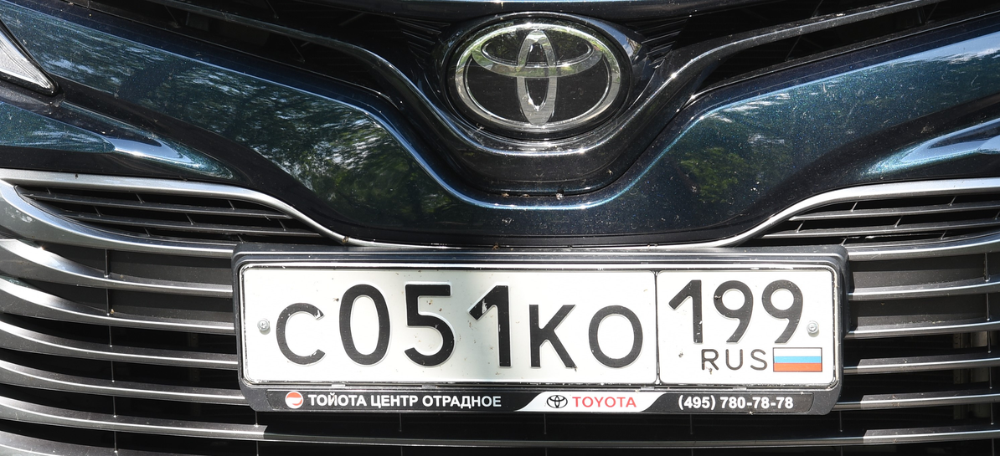 С051КО 199
RUS
ТОЙОТА ЦЕНТР ОТРАДНОЕ TOYOTA (495) 780-78-78